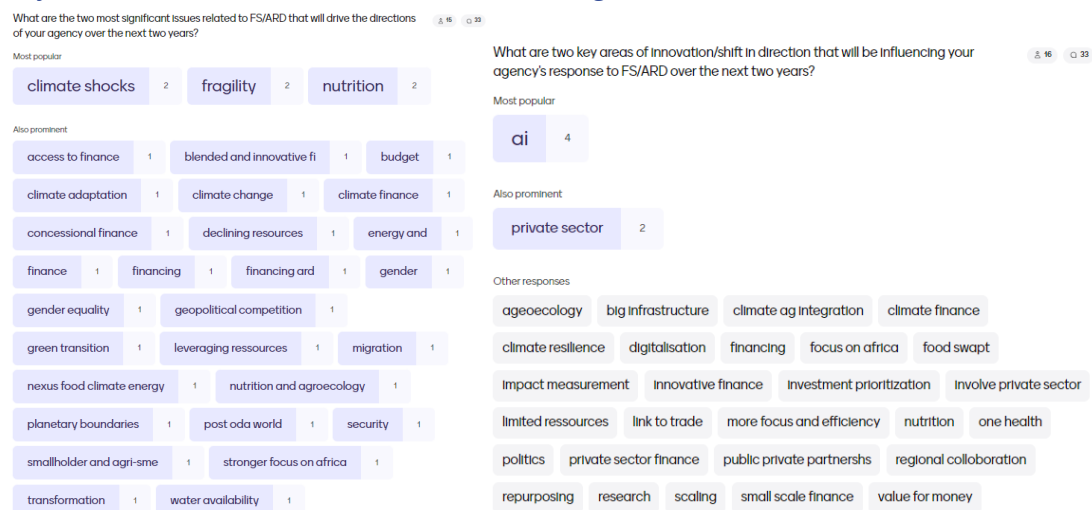 What are the two most significant issues related to FS/ARD that will drive the directions
of your agency over the next two years?
15 33
Most popular
climate shocks 2 fragility 2 nutrition 2
Also prominent
access to finance 1 blended and innovative fi 1 budget 1
climate adaptation 1 climate change 1 climate finance 1
concessional finance 1 declining resources 1 energy and 1
finance 1 financing 1 financing ard 1 gender 1
gender equality 1 geopolitical competition 1
green transition 1 leveraging ressources 1 migration 1
nexus food climate energy 1 nutrition and agroecology 1
planetary boundaries 1 post oda world 1 security 1
smallholder and agri-sme 1 stronger focus on africa 1
transformation 1 water availability 1
What are two key areas of innovation/shift in direction that will be influencing your
agency's response to FS/ARD over the next two years?
16 33
Most popular
ai 4
Also prominent
private sector 2
Other responses
ageoecology big infrastructure climate ag integration climate finance
climate resilience digitalisation financing focus on africa food swapt
impact measurement innovative finance investment prioritization involve private sector
limited ressources link to trade more focus and efficiency nutrition one health
politics private sector finance public private partnershs regional colloboration
repurposing research scaling small scale finance value for money